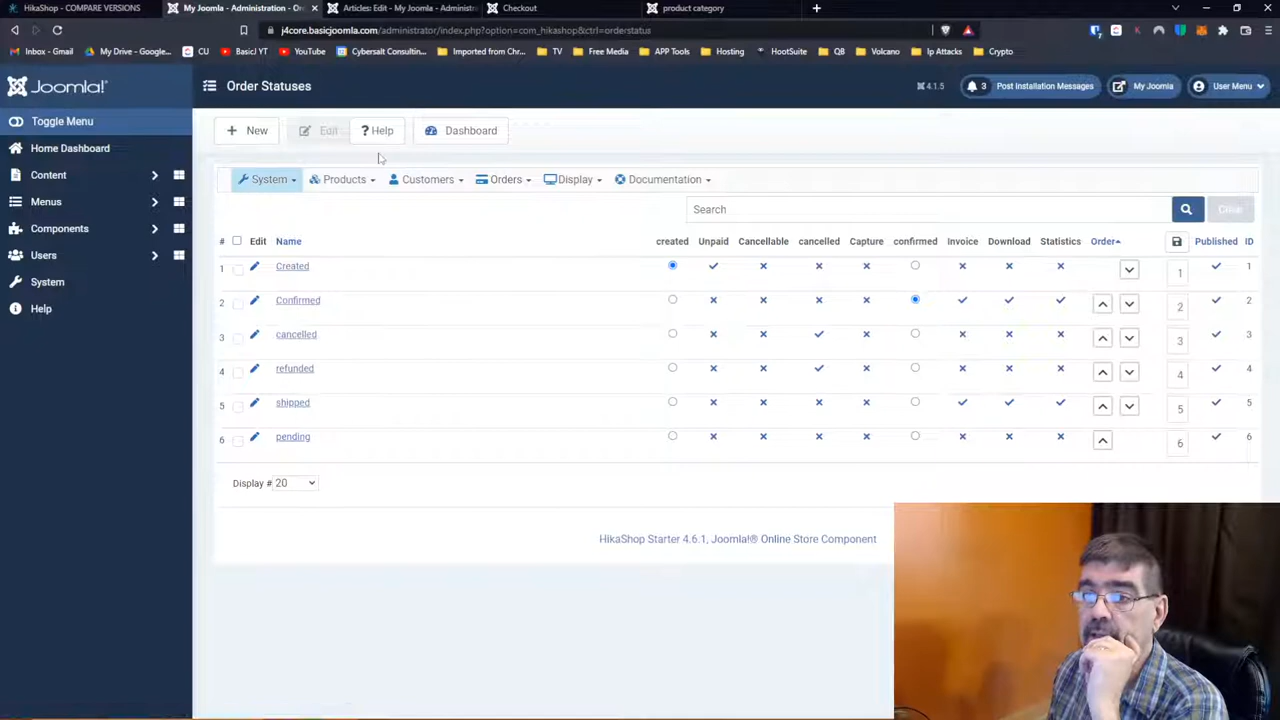 HikaShop - COMPARE VERSIONS
My Joomla - Administration - Or
Articles: Edit - My Joomla - Administr
Checkout
product category
j4core.basicjoomla.com/administrator/index.php?option=com_hikashop&ctrl=orderstatus
Inbox - Gmail
My Drive - Google...
CU
BasicJ YT
YouTube
Cybersalt Consultin...
Imported from Chr...
TV
Free Media
APP Tools
Hosting
HootSuite
QB
Volcano
Ip Attacks
Crypto
Joomla!
Order Statuses
4.1.5
3 Post Installation Messages
My Joomla
User Menu
Toggle Menu
Home Dashboard
Content
Menus
Components
Users
System
Help
New
Edit
? Help
Dashboard
System
Products
Customers
Orders
Display
Documentation
Search
Clear
# Edit Name created Unpaid Cancellable cancelled Capture confirmed Invoice Download Statistics Order Published ID
1 Created 1 1
2 Confirmed 2 2
3 cancelled 3 3
4 refunded 4 4
5 shipped 5 5
6 pending 6 6
Display # 20
HikaShop Starter 4.6.1, Joomla!® Online Store Component